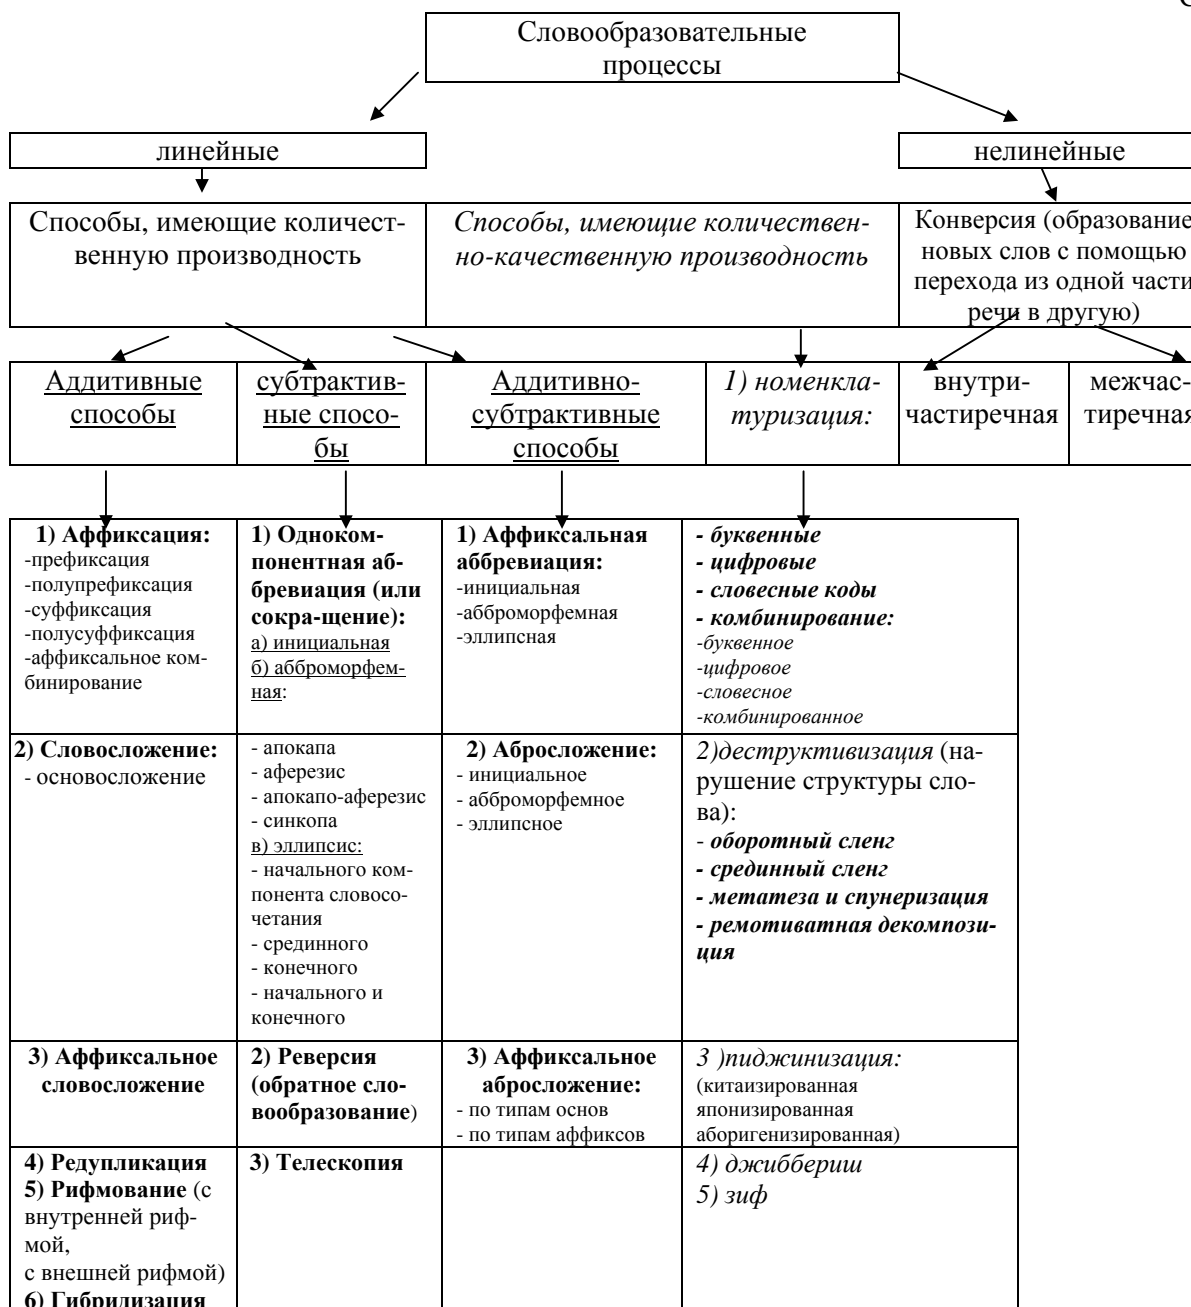 Словообразовательные
процессы
линейные
нелинейные
Способы, имеющие количест-
венную производность
Способы, имеющие количествен-
но-качественную производность
Конверсия (образование
новых слов с помощью
перехода из одной части
речи в другую)
Аддитивные
способы
субтрактив-
ные спосо-
бы
Аддитивно-
субтрактивные
способы
1) номенкла-
туризация:
внутри-
частиречная
межчас-
тиречная
1) Аффиксация:
-префиксация
-полупрефиксация
-суффиксация
-полусуффиксация
-аффиксальное ком-
бинирование
1) Одноком-
понентная аб-
бревиация (или
сокра-щение):
а) инициальная
б) абброморфем-
ная:
1) Аффиксальная
аббревиация:
-инициальная
-абброморфемная
-эллипсная
- буквенные
- цифровые
- словесные коды
- комбинирование:
-буквенное
-цифровое
-словесное
-комбинированное
2) Словосложение:
- основосложение
- апокапа
- аферезис
- апокапо-аферезис
- синкопа
в) эллипсис:
- начального ком-
понента словосо-
четания
- срединного
- конечного
- начального и
конечного
2) Абросложение:
- инициальное
- абброморфемное
- эллипсное
2)деструктивизация (на-
рушение структуры сло-
ва):
- оборотный сленг
- срединный сленг
- метатеза и спунеризация
- ремотиватная декомпози-
ция
3) Аффиксальное
словосложение
2) Реверсия
(обратное сло-
вообразование)
3) Аффиксальное
абросложение:
- по типам основ
- по типам аффиксов
3 )пиджинизация:
(китаизированная
японизированная
аборигенизированная)
4) Редупликация
5) Рифмование (с
внутренней риф-
мой,
с внешней рифмой)
6) Гибридизация
3) Телескопия
4) джиббериш
5) зиф